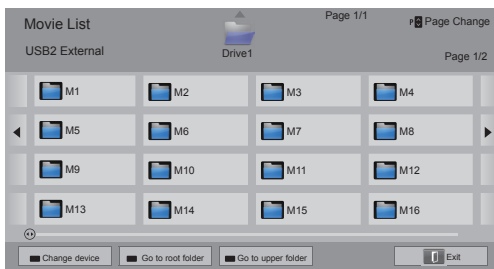 Movie List
Page 1/1
P Page Change
USB2 External
Drive1
Page 1/2
M1 M2 M3 M4
M5 M6 M7 M8
M9 M10 M11 M12
M13 M14 M15 M16
Change device Go to root folder Go to upper folder Exit